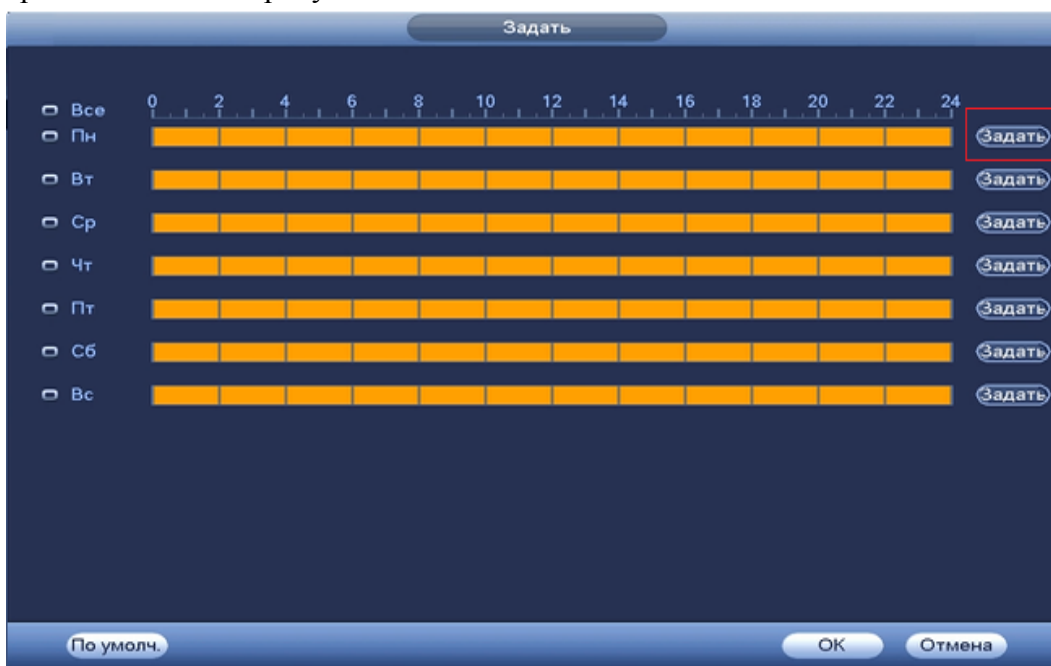 Задать
Все 0 2 4 6 8 10 12 14 16 18 20 22 24
Пн Задать
Вт Задать
Ср Задать
Чт Задать
Пт Задать
Сб Задать
Вс Задать
По умолч. OK Отмена